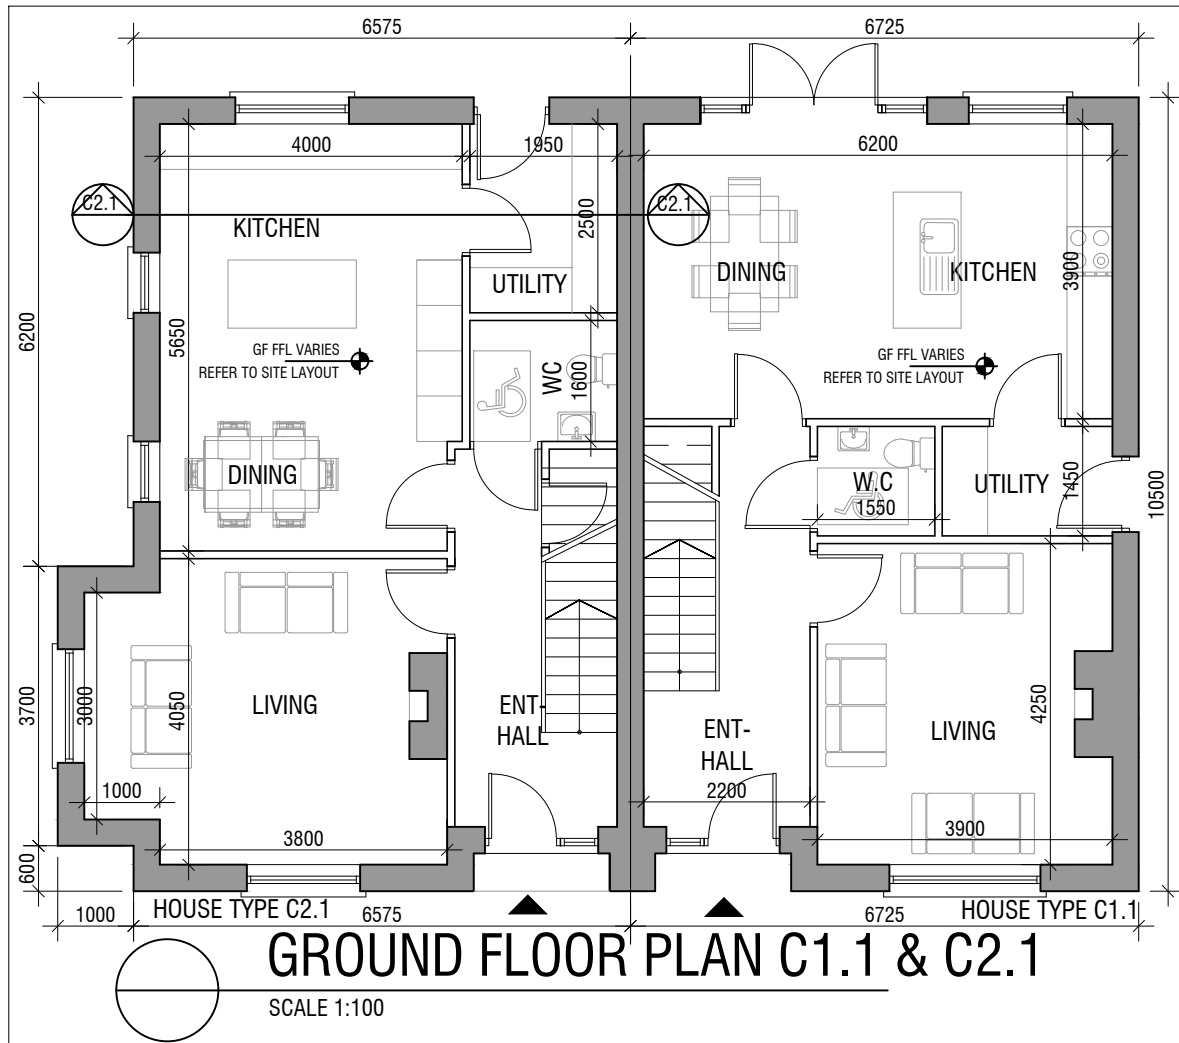 6575
6725
4000
1950
6200
C2.1
C2.1
KITCHEN
2500
DINING
KITCHEN
3900
UTILITY
6200
5650
GF FFL VARIES
REFER TO SITE LAYOUT
WC
1600
GF FFL VARIES
REFER TO SITE LAYOUT
DINING
W.C
1550
UTILITY
1450
10500
3700
3000
4050
LIVING
ENT-
HALL
ENT-
HALL
LIVING
4250
1000
2200
3800
3900
600
1000
HOUSE TYPE C2.1
6575
6725
HOUSE TYPE C1.1
GROUND FLOOR PLAN C1.1 & C2.1
SCALE 1:100